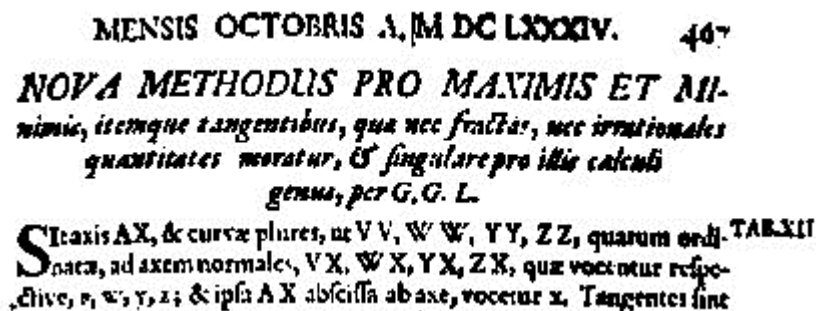 MENSIS OCTOBRIS A. M DC LXXXIV. 467
NOVA METHODUS PRO MAXIMIS ET MI-
nimis, itemque tangentibus, quæ nec fractas, nec irrationales
quantitates moratur, & singulare pro illis calculi
genus, per G. G. L.
SIt axis AX, & curvæ plures, ut VV, WW, YY, ZZ, quarum ordi- TAB.XII
natæ, ad axem normales, VX, WX, YX, ZX, quæ vocentur respe-
ctive, v, w, y, z; & ipsa AX abscissa ab axe, vocetur x. Tangentes sint